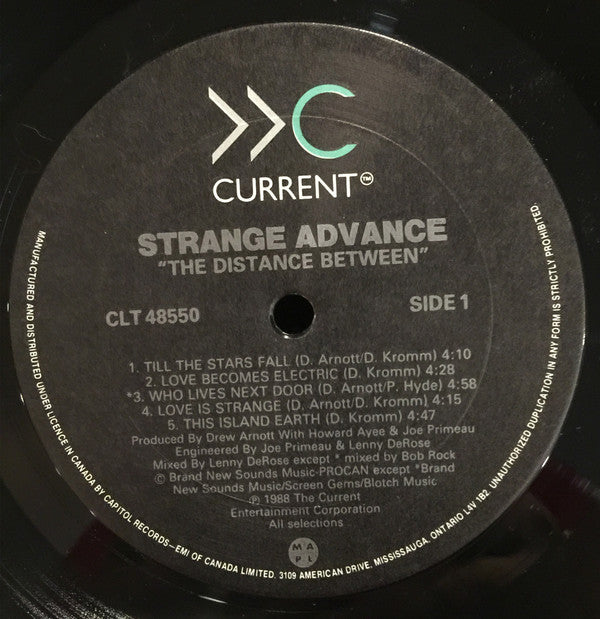 >>C
CURRENT™
STRANGE ADVANCE
"THE DISTANCE BETWEEN"
CLT 48550
SIDE 1
1. TILL THE STARS FALL (D. Arnott/D. Kromm) 4:10
2. LOVE BECOMES ELECTRIC (D. Kromm) 4:28
*3. WHO LIVES NEXT DOOR (D. Arnott/P. Hyde) 4:58
4. LOVE IS STRANGE (D. Arnott/D. Kromm) 4:15
5. THIS ISLAND EARTH (D. Kromm) 4:47
Produced By Drew Arnott With Howard Ayee & Joe Primeau
Engineered By Joe Primeau & Lenny DeRose
Mixed By Lenny DeRose except * mixed by Bob Rock
© Brand New Sounds Music-PROCAN except *Brand
New Sounds Music/Screen Gems/Blotch Music
℗ 1988 The Current
Entertainment Corporation
All selections
M A
P L
MANUFACTURED AND DISTRIBUTED UNDER LICENCE IN CANADA BY CAPITOL RECORDS–EMI OF CANADA LIMITED. 3109 AMERICAN DRIVE, MISSISSAUGA, ONTARIO L4V 1B2. UNAUTHORIZED DUPLICATION IN ANY FORM IS STRICTLY PROHIBITED.